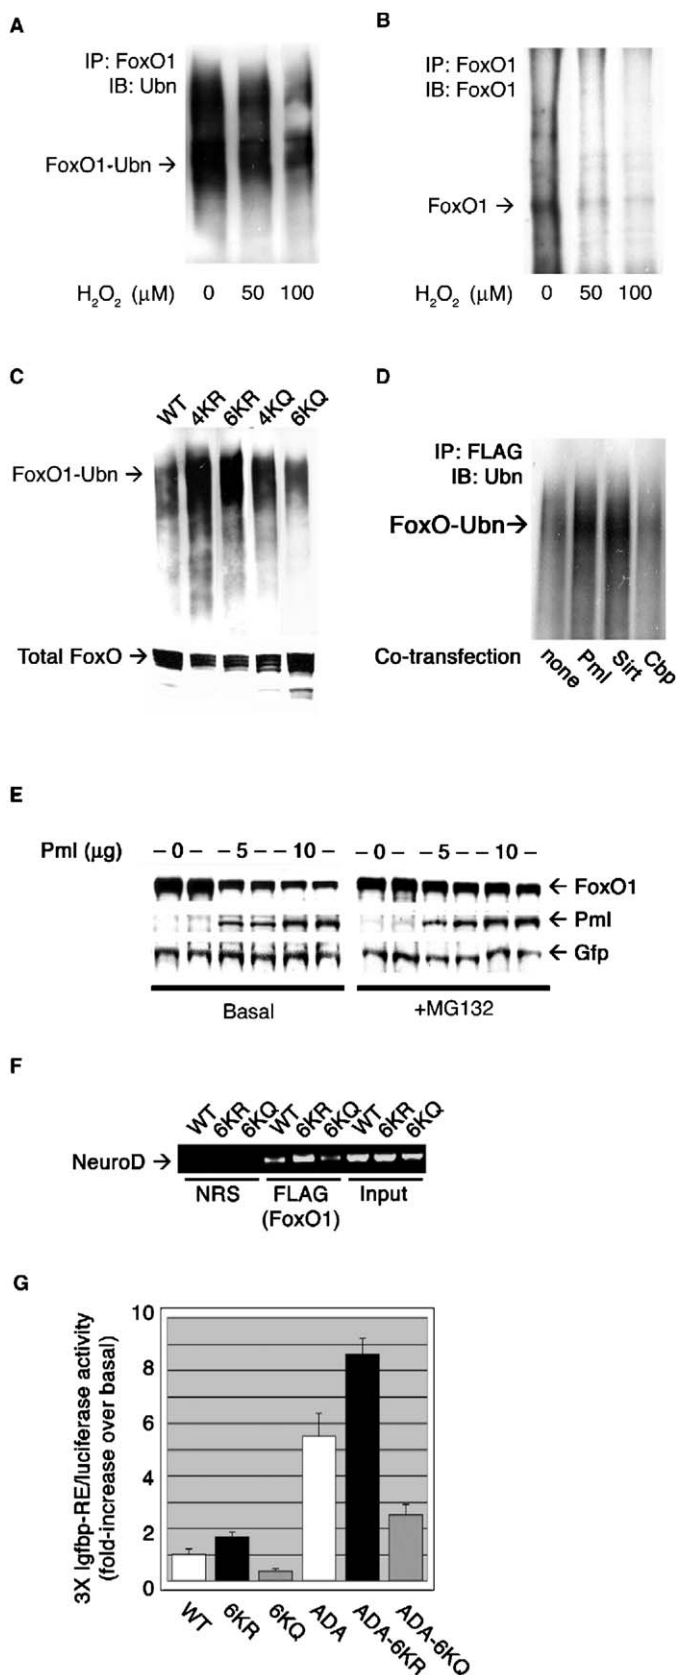 A
IP: FoxO1
IB: Ubn
FoxO1-Ubn →
H₂O₂ (μM) 0 50 100
B
IP: FoxO1
IB: FoxO1
FoxO1 →
H₂O₂ (μM) 0 50 100
C
WT 4KR 6KR 4KQ 6KQ
FoxO1-Ubn →
Total FoxO →
D
IP: FLAG
IB: Ubn
FoxO-Ubn→
Co-transfection none Pml Sirt Cbp
E
Pml (μg) – 0 – – 5 – – 10 – – 0 – – 5 – – 10 –
← FoxO1
← Pml
← Gfp
Basal +MG132
F
WT 6KR 6KQ WT 6KR 6KQ WT 6KR 6KQ
NeuroD →
NRS FLAG (FoxO1) Input
G
3X Igfbp-RE/luciferase activity
(fold-increase over basal)
10
8
6
4
2
0
WT 6KR 6KQ ADA ADA-6KR ADA-6KQ